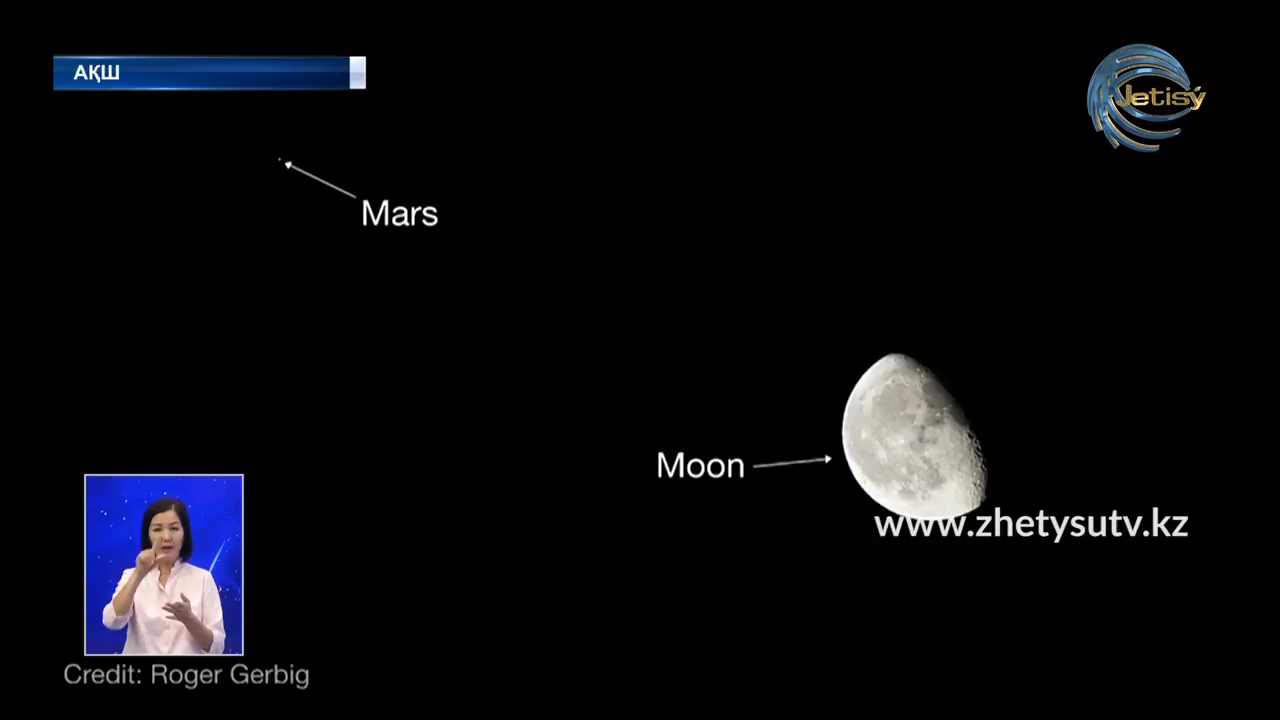 АҚШ
Jetisý
Mars
Moon
www.zhetysutv.kz
Credit: Roger Gerbig